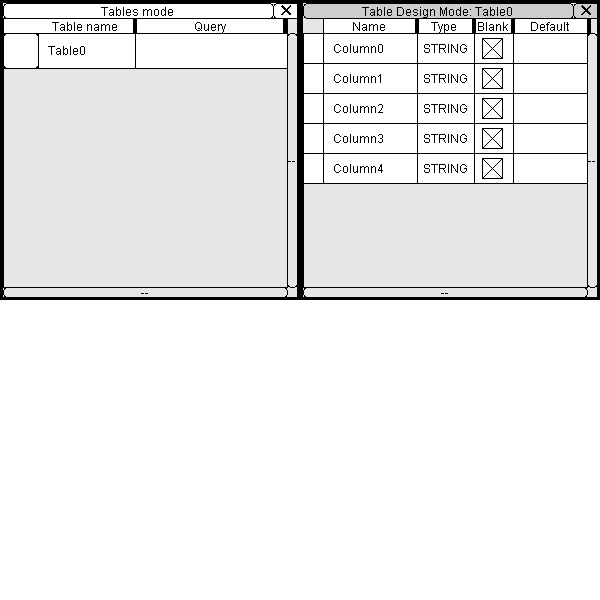 Tables mode
Table name Query
Table0
--
--
Table Design Mode: Table0
Name Type Blank Default
Column0 STRING
Column1 STRING
Column2 STRING
Column3 STRING
Column4 STRING
--
--